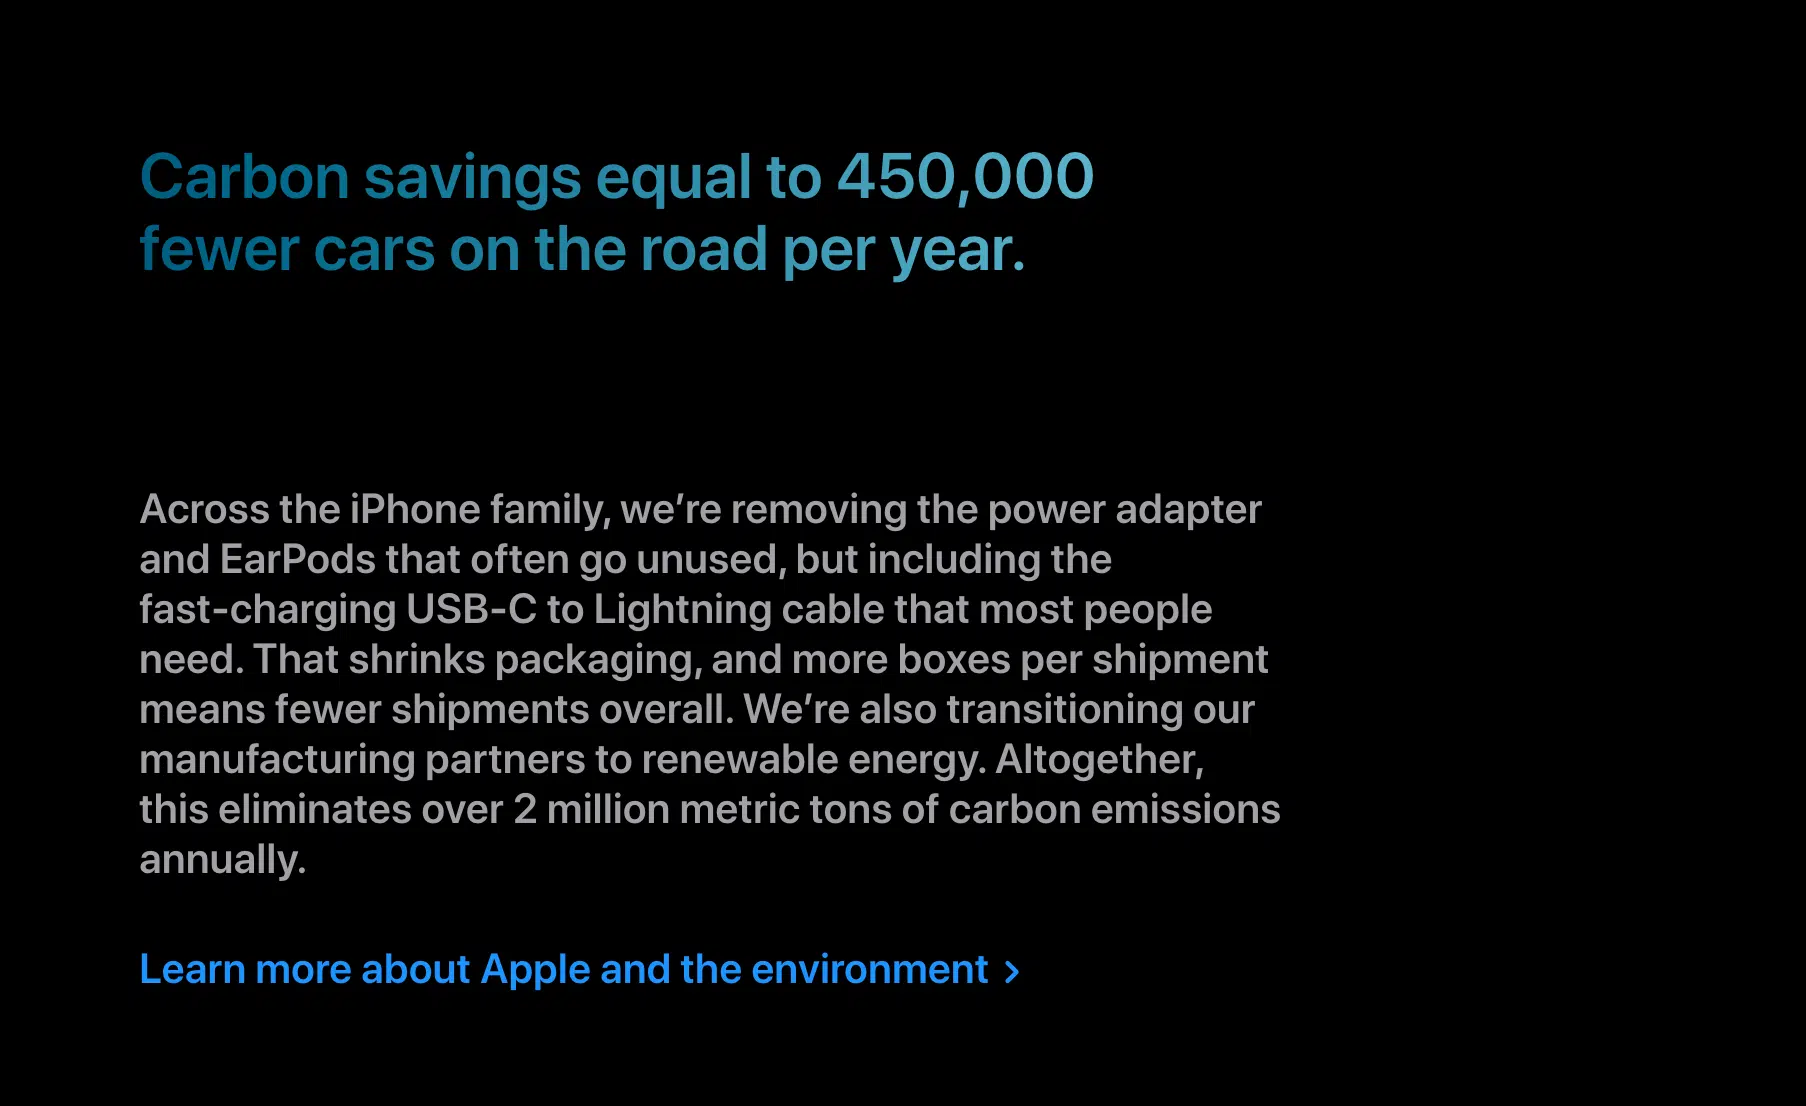 Carbon savings equal to 450,000
fewer cars on the road per year.
Across the iPhone family, we’re removing the power adapter
and EarPods that often go unused, but including the
fast-charging USB-C to Lightning cable that most people
need. That shrinks packaging, and more boxes per shipment
means fewer shipments overall. We’re also transitioning our
manufacturing partners to renewable energy. Altogether,
this eliminates over 2 million metric tons of carbon emissions
annually.
Learn more about Apple and the environment >